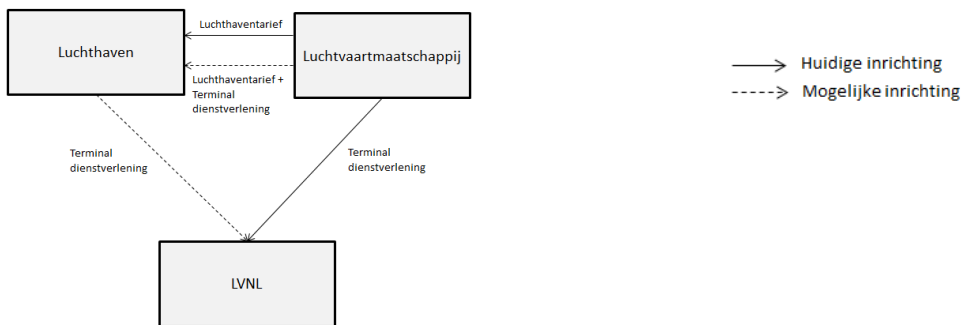 Luchthaventarief
Luchthaven
Luchtvaartmaatschappij
Luchthaventarief +
Terminal
dienstverlening
Huidige inrichting
Mogelijke inrichting
Terminal
dienstverlening
Terminal
dienstverlening
LVNL